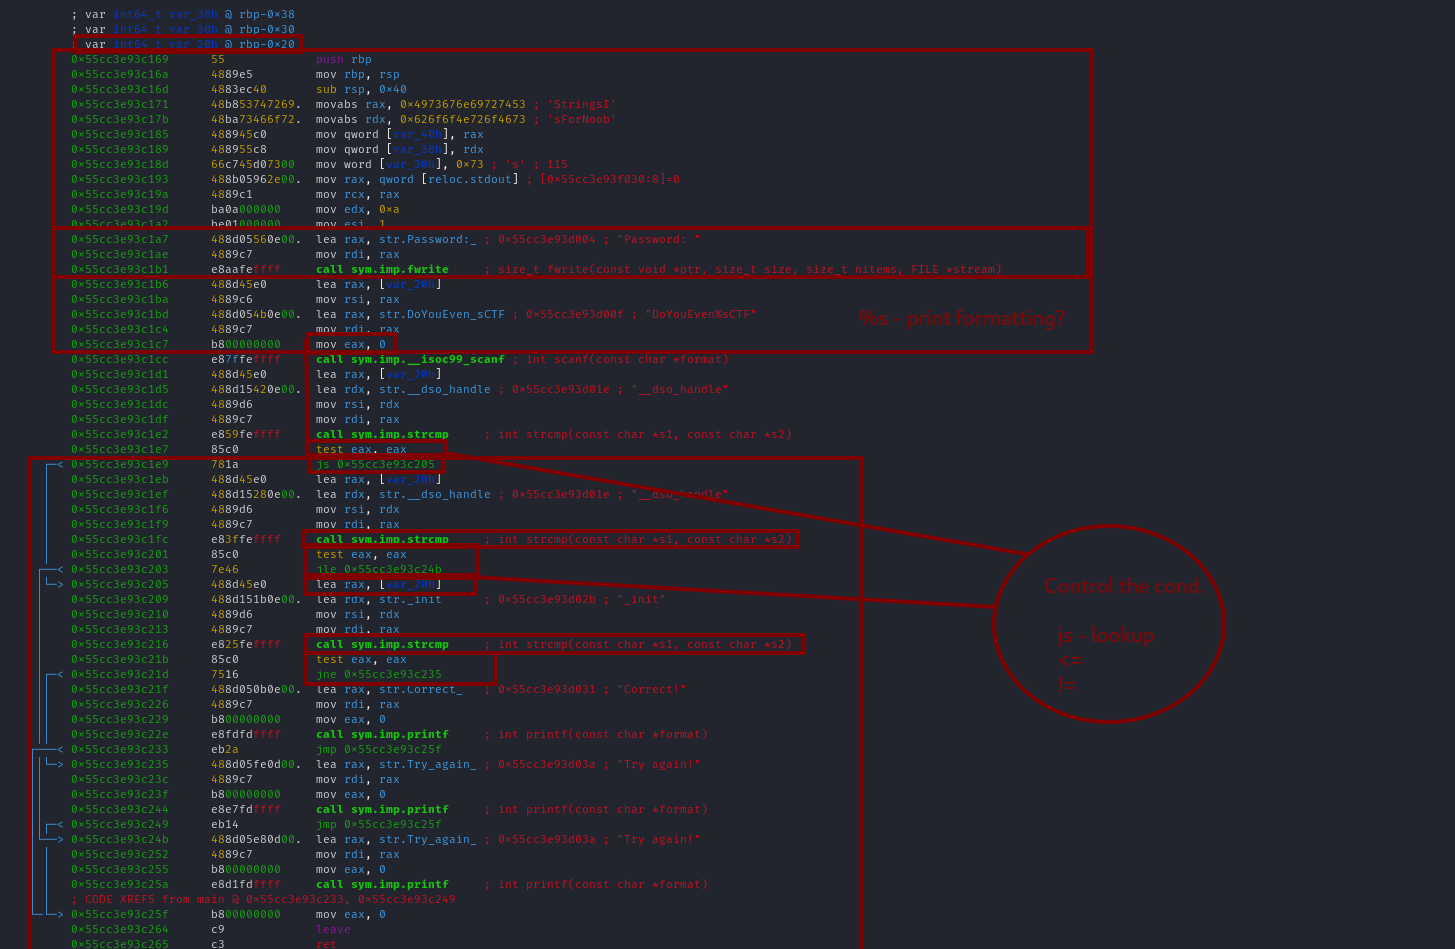 ; var int64_t var_38h @ rbp-0×38
; var int64_t var_30h @ rbp-0×30
; var int64_t var_20h @ rbp-0×20
0×55cc3e93c169 55 push rbp
0×55cc3e93c16a 4889e5 mov rbp, rsp
0×55cc3e93c16d 4883ec40 sub rsp, 0×40
0×55cc3e93c171 48b853747269. movabs rax, 0×4973676e69727453 ; 'StringsI'
0×55cc3e93c17b 48ba73466f72. movabs rdx, 0×626f6f4e726f4673 ; 'sForNoob'
0×55cc3e93c185 488945c0 mov qword [var_40h], rax
0×55cc3e93c189 488955c8 mov qword [var_38h], rdx
0×55cc3e93c18d 66c745d07300 mov word [var_30h], 0×73 ; 's' ; 115
0×55cc3e93c193 488b05962e00. mov rax, qword [reloc.stdout] ; [0×55cc3e93f030:8]=0
0×55cc3e93c19a 4889c1 mov rcx, rax
0×55cc3e93c19d ba0a000000 mov edx, 0×a
0×55cc3e93c1a2 be01000000 mov esi, 1
0×55cc3e93c1a7 488d05560e00. lea rax, str.Password:_ ; 0×55cc3e93d004 ; "Password: "
0×55cc3e93c1ae 4889c7 mov rdi, rax
0×55cc3e93c1b1 e8aafeffff call sym.imp.fwrite ; size_t fwrite(const void *ptr, size_t size, size_t nitems, FILE *stream)
0×55cc3e93c1b6 488d45e0 lea rax, [var_20h]
0×55cc3e93c1ba 4889c6 mov rsi, rax
0×55cc3e93c1bd 488d054b0e00. lea rax, str.DoYouEven_sCTF ; 0×55cc3e93d00f ; "DoYouEven%sCTF"
%s - print formatting?
0×55cc3e93c1c4 4889c7 mov rdi, rax
0×55cc3e93c1c7 b800000000 mov eax, 0
0×55cc3e93c1cc e87ffeffff call sym.imp.__isoc99_scanf ; int scanf(const char *format)
0×55cc3e93c1d1 488d45e0 lea rax, [var_20h]
0×55cc3e93c1d5 488d15420e00. lea rdx, str.__dso_handle ; 0×55cc3e93d01e ; "__dso_handle"
0×55cc3e93c1dc 4889d6 mov rsi, rdx
0×55cc3e93c1df 4889c7 mov rdi, rax
0×55cc3e93c1e2 e859feffff call sym.imp.strcmp ; int strcmp(const char *s1, const char *s2)
0×55cc3e93c1e7 85c0 test eax, eax
0×55cc3e93c1e9 781a js 0×55cc3e93c205
0×55cc3e93c1eb 488d45e0 lea rax, [var_20h]
0×55cc3e93c1ef 488d15280e00. lea rdx, str.__dso_handle ; 0×55cc3e93d01e ; "__dso_handle"
0×55cc3e93c1f6 4889d6 mov rsi, rdx
0×55cc3e93c1f9 4889c7 mov rdi, rax
0×55cc3e93c1fc e83ffeffff call sym.imp.strcmp ; int strcmp(const char *s1, const char *s2)
0×55cc3e93c201 85c0 test eax, eax
0×55cc3e93c203 7e46 jle 0×55cc3e93c24b
0×55cc3e93c205 488d45e0 lea rax, [var_20h]
Control the cond.
0×55cc3e93c209 488d151b0e00. lea rdx, str._init ; 0×55cc3e93d02b ; "_init"
0×55cc3e93c210 4889d6 mov rsi, rdx
0×55cc3e93c213 4889c7 mov rdi, rax
js - lookup
0×55cc3e93c216 e825feffff call sym.imp.strcmp ; int strcmp(const char *s1, const char *s2)
0×55cc3e93c21b 85c0 test eax, eax
<=
0×55cc3e93c21d 7516 jne 0×55cc3e93c235
!=
0×55cc3e93c21f 488d050b0e00. lea rax, str.Correct_ ; 0×55cc3e93d031 ; "Correct!"
0×55cc3e93c226 4889c7 mov rdi, rax
0×55cc3e93c229 b800000000 mov eax, 0
0×55cc3e93c22e e8fdfdffff call sym.imp.printf ; int printf(const char *format)
0×55cc3e93c233 eb2a jmp 0×55cc3e93c25f
0×55cc3e93c235 488d05fe0d00. lea rax, str.Try_again_ ; 0×55cc3e93d03a ; "Try again!"
0×55cc3e93c23c 4889c7 mov rdi, rax
0×55cc3e93c23f b800000000 mov eax, 0
0×55cc3e93c244 e8e7fdffff call sym.imp.printf ; int printf(const char *format)
0×55cc3e93c249 eb14 jmp 0×55cc3e93c25f
0×55cc3e93c24b 488d05e80d00. lea rax, str.Try_again_ ; 0×55cc3e93d03a ; "Try again!"
0×55cc3e93c252 4889c7 mov rdi, rax
0×55cc3e93c255 b800000000 mov eax, 0
0×55cc3e93c25a e8d1fdffff call sym.imp.printf ; int printf(const char *format)
; CODE XREFS from main @ 0×55cc3e93c233, 0×55cc3e93c249
0×55cc3e93c25f b800000000 mov eax, 0
0×55cc3e93c264 c9 leave
0×55cc3e93c265 c3 ret